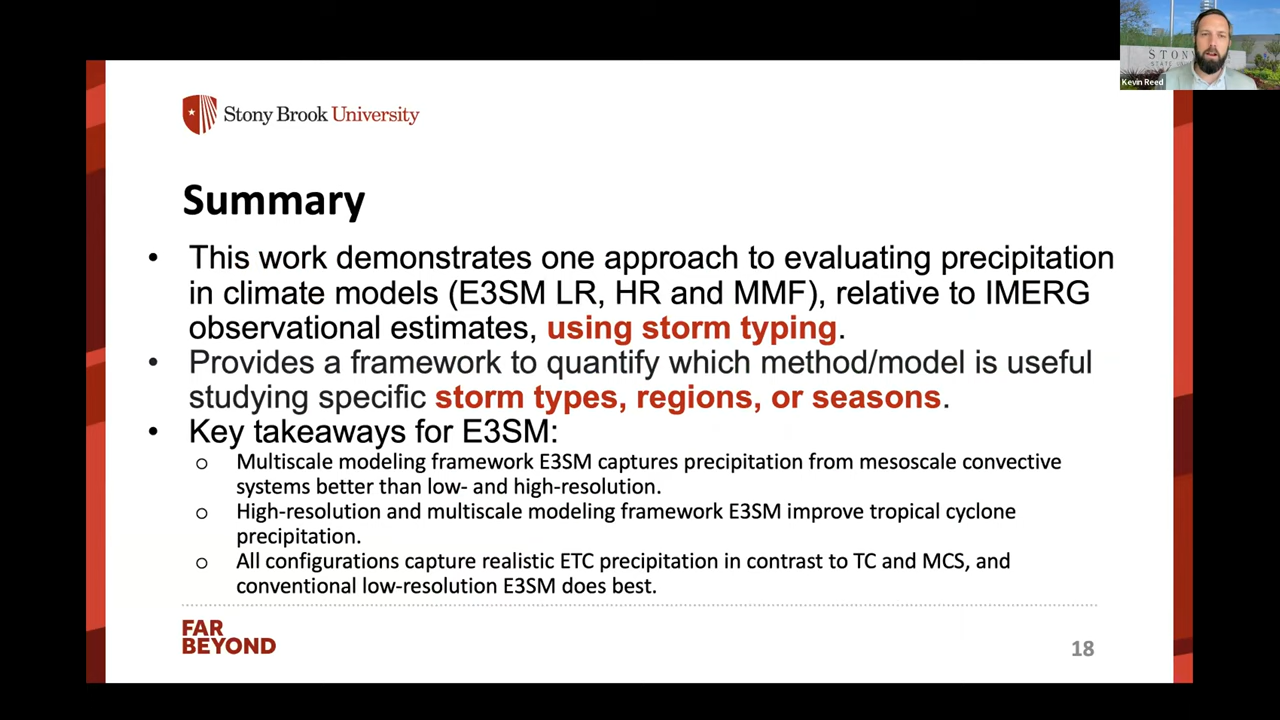 STONY
Kevin Reed
Stony Brook University
Summary
• This work demonstrates one approach to evaluating precipitation
in climate models (E3SM LR, HR and MMF), relative to IMERG
observational estimates, using storm typing.
• Provides a framework to quantify which method/model is useful
studying specific storm types, regions, or seasons.
• Key takeaways for E3SM:
o Multiscale modeling framework E3SM captures precipitation from mesoscale convective
systems better than low- and high-resolution.
o High-resolution and multiscale modeling framework E3SM improve tropical cyclone
precipitation.
o All configurations capture realistic ETC precipitation in contrast to TC and MCS, and
conventional low-resolution E3SM does best.
FAR
BEYOND
18